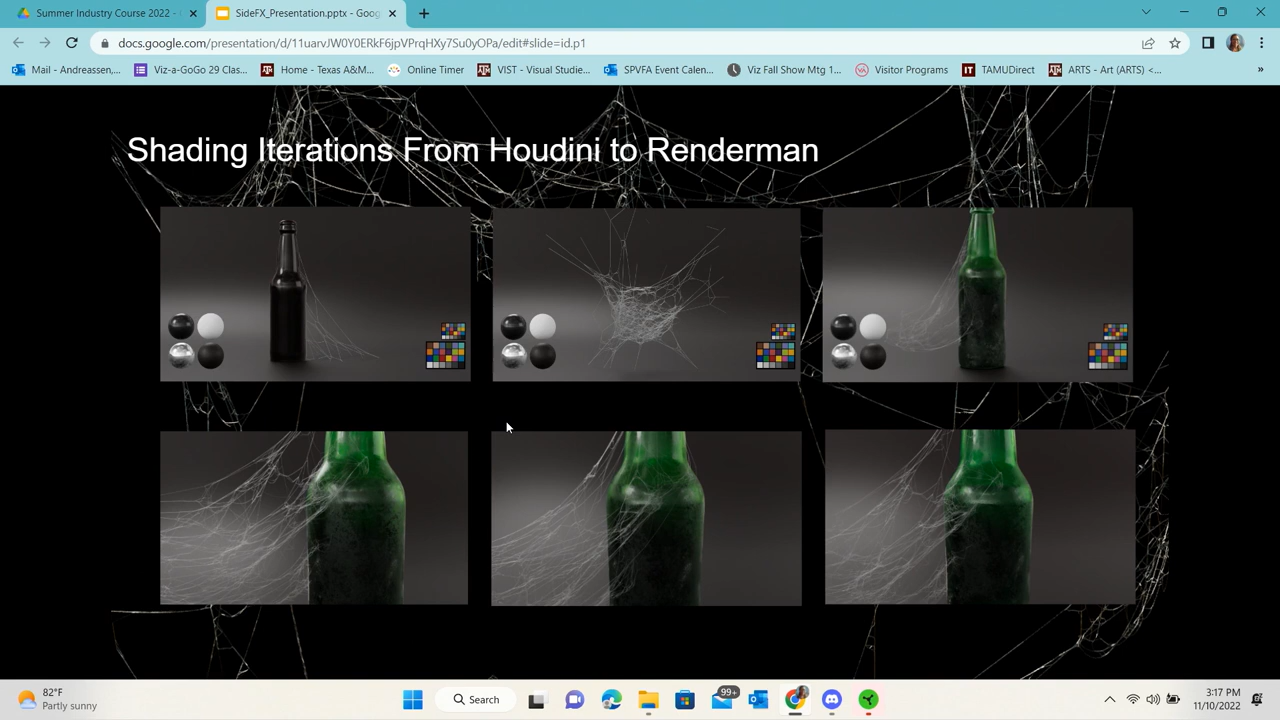 Summer Industry Course 2022 -
SideFX_Presentation.pptx - Goog
docs.google.com/presentation/d/11uarvJW0Y0ERkF6jpVPrqHXy7Su0yOPa/edit#slide=id.p1
Mail - Andreassen,... Viz-a-GoGo 29 Clas... Home - Texas A&M... Online Timer VIST - Visual Studie... SPVFA Event Calen... Viz Fall Show Mtg 1... Visitor Programs TAMUDirect ARTS - Art (ARTS) <... »
Shading Iterations From Houdini to Renderman
82°F
Partly sunny
Search
99+
3:17 PM
11/10/2022